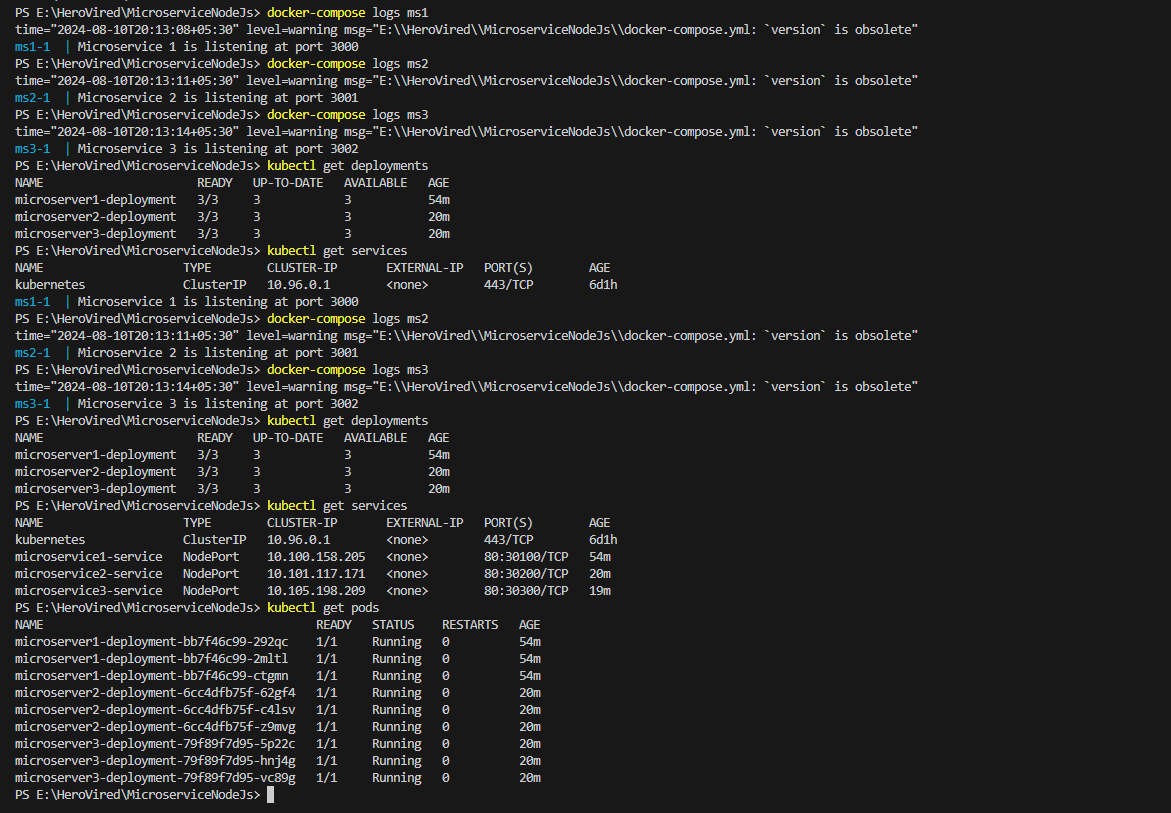 PS E:\HeroVired\MicroserviceNodeJs> docker-compose logs ms1
time="2024-08-10T20:13:08+05:30" level=warning msg="E:\\HeroVired\\MicroserviceNodeJs\\docker-compose.yml: `version` is obsolete"
ms1-1  | Microservice 1 is listening at port 3000
PS E:\HeroVired\MicroserviceNodeJs> docker-compose logs ms2
time="2024-08-10T20:13:11+05:30" level=warning msg="E:\\HeroVired\\MicroserviceNodeJs\\docker-compose.yml: `version` is obsolete"
ms2-1  | Microservice 2 is listening at port 3001
PS E:\HeroVired\MicroserviceNodeJs> docker-compose logs ms3
time="2024-08-10T20:13:14+05:30" level=warning msg="E:\\HeroVired\\MicroserviceNodeJs\\docker-compose.yml: `version` is obsolete"
ms3-1  | Microservice 3 is listening at port 3002
PS E:\HeroVired\MicroserviceNodeJs> kubectl get deployments
NAME                      READY   UP-TO-DATE   AVAILABLE   AGE
microserver1-deployment   3/3     3            3           54m
microserver2-deployment   3/3     3            3           20m
microserver3-deployment   3/3     3            3           20m
PS E:\HeroVired\MicroserviceNodeJs> kubectl get services
NAME                    TYPE        CLUSTER-IP       EXTERNAL-IP   PORT(S)        AGE
kubernetes              ClusterIP   10.96.0.1        <none>        443/TCP        6d1h
ms1-1  | Microservice 1 is listening at port 3000
PS E:\HeroVired\MicroserviceNodeJs> docker-compose logs ms2
time="2024-08-10T20:13:11+05:30" level=warning msg="E:\\HeroVired\\MicroserviceNodeJs\\docker-compose.yml: `version` is obsolete"
ms2-1  | Microservice 2 is listening at port 3001
PS E:\HeroVired\MicroserviceNodeJs> docker-compose logs ms3
time="2024-08-10T20:13:14+05:30" level=warning msg="E:\\HeroVired\\MicroserviceNodeJs\\docker-compose.yml: `version` is obsolete"
ms3-1  | Microservice 3 is listening at port 3002
PS E:\HeroVired\MicroserviceNodeJs> kubectl get deployments
NAME                      READY   UP-TO-DATE   AVAILABLE   AGE
microserver1-deployment   3/3     3            3           54m
microserver2-deployment   3/3     3            3           20m
microserver3-deployment   3/3     3            3           20m
PS E:\HeroVired\MicroserviceNodeJs> kubectl get services
NAME                    TYPE        CLUSTER-IP       EXTERNAL-IP   PORT(S)        AGE
kubernetes              ClusterIP   10.96.0.1        <none>        443/TCP        6d1h
microservice1-service   NodePort    10.100.158.205   <none>        80:30100/TCP   54m
microservice2-service   NodePort    10.101.117.171   <none>        80:30200/TCP   20m
microservice3-service   NodePort    10.105.198.209   <none>        80:30300/TCP   19m
PS E:\HeroVired\MicroserviceNodeJs> kubectl get pods
NAME                                       READY   STATUS    RESTARTS   AGE
microserver1-deployment-bb7f46c99-292qc    1/1     Running   0          54m
microserver1-deployment-bb7f46c99-2mltl    1/1     Running   0          54m
microserver1-deployment-bb7f46c99-ctgmn    1/1     Running   0          54m
microserver2-deployment-6cc4dfb75f-62gf4   1/1     Running   0          20m
microserver2-deployment-6cc4dfb75f-c4lsv   1/1     Running   0          20m
microserver2-deployment-6cc4dfb75f-z9mvg   1/1     Running   0          20m
microserver3-deployment-79f89f7d95-5p22c   1/1     Running   0          20m
microserver3-deployment-79f89f7d95-hnj4g   1/1     Running   0          20m
microserver3-deployment-79f89f7d95-vc89g   1/1     Running   0          20m
PS E:\HeroVired\MicroserviceNodeJs>